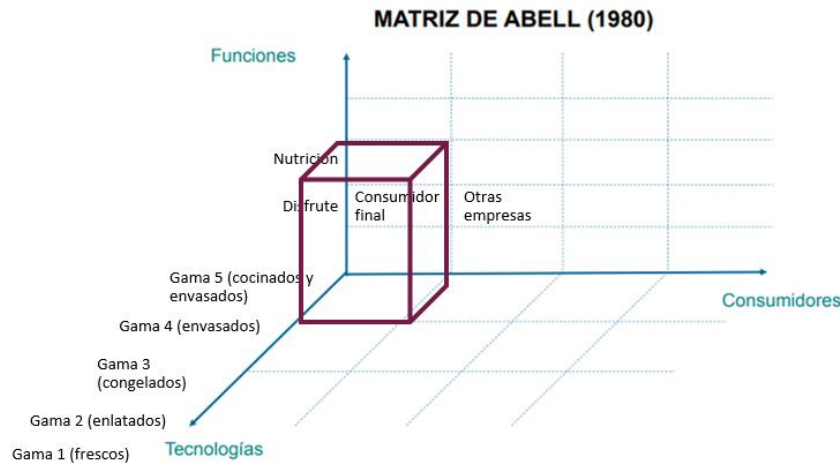 MATRIZ DE ABELL (1980)
Funciones
Nutrición
Disfrute
Consumidor
final
Otras
empresas
Gama 5 (cocinados y
envasados)
Consumidores
Gama 4 (envasados)
Gama 3
(congelados)
Gama 2 (enlatados)
Tecnologías
Gama 1 (frescos)